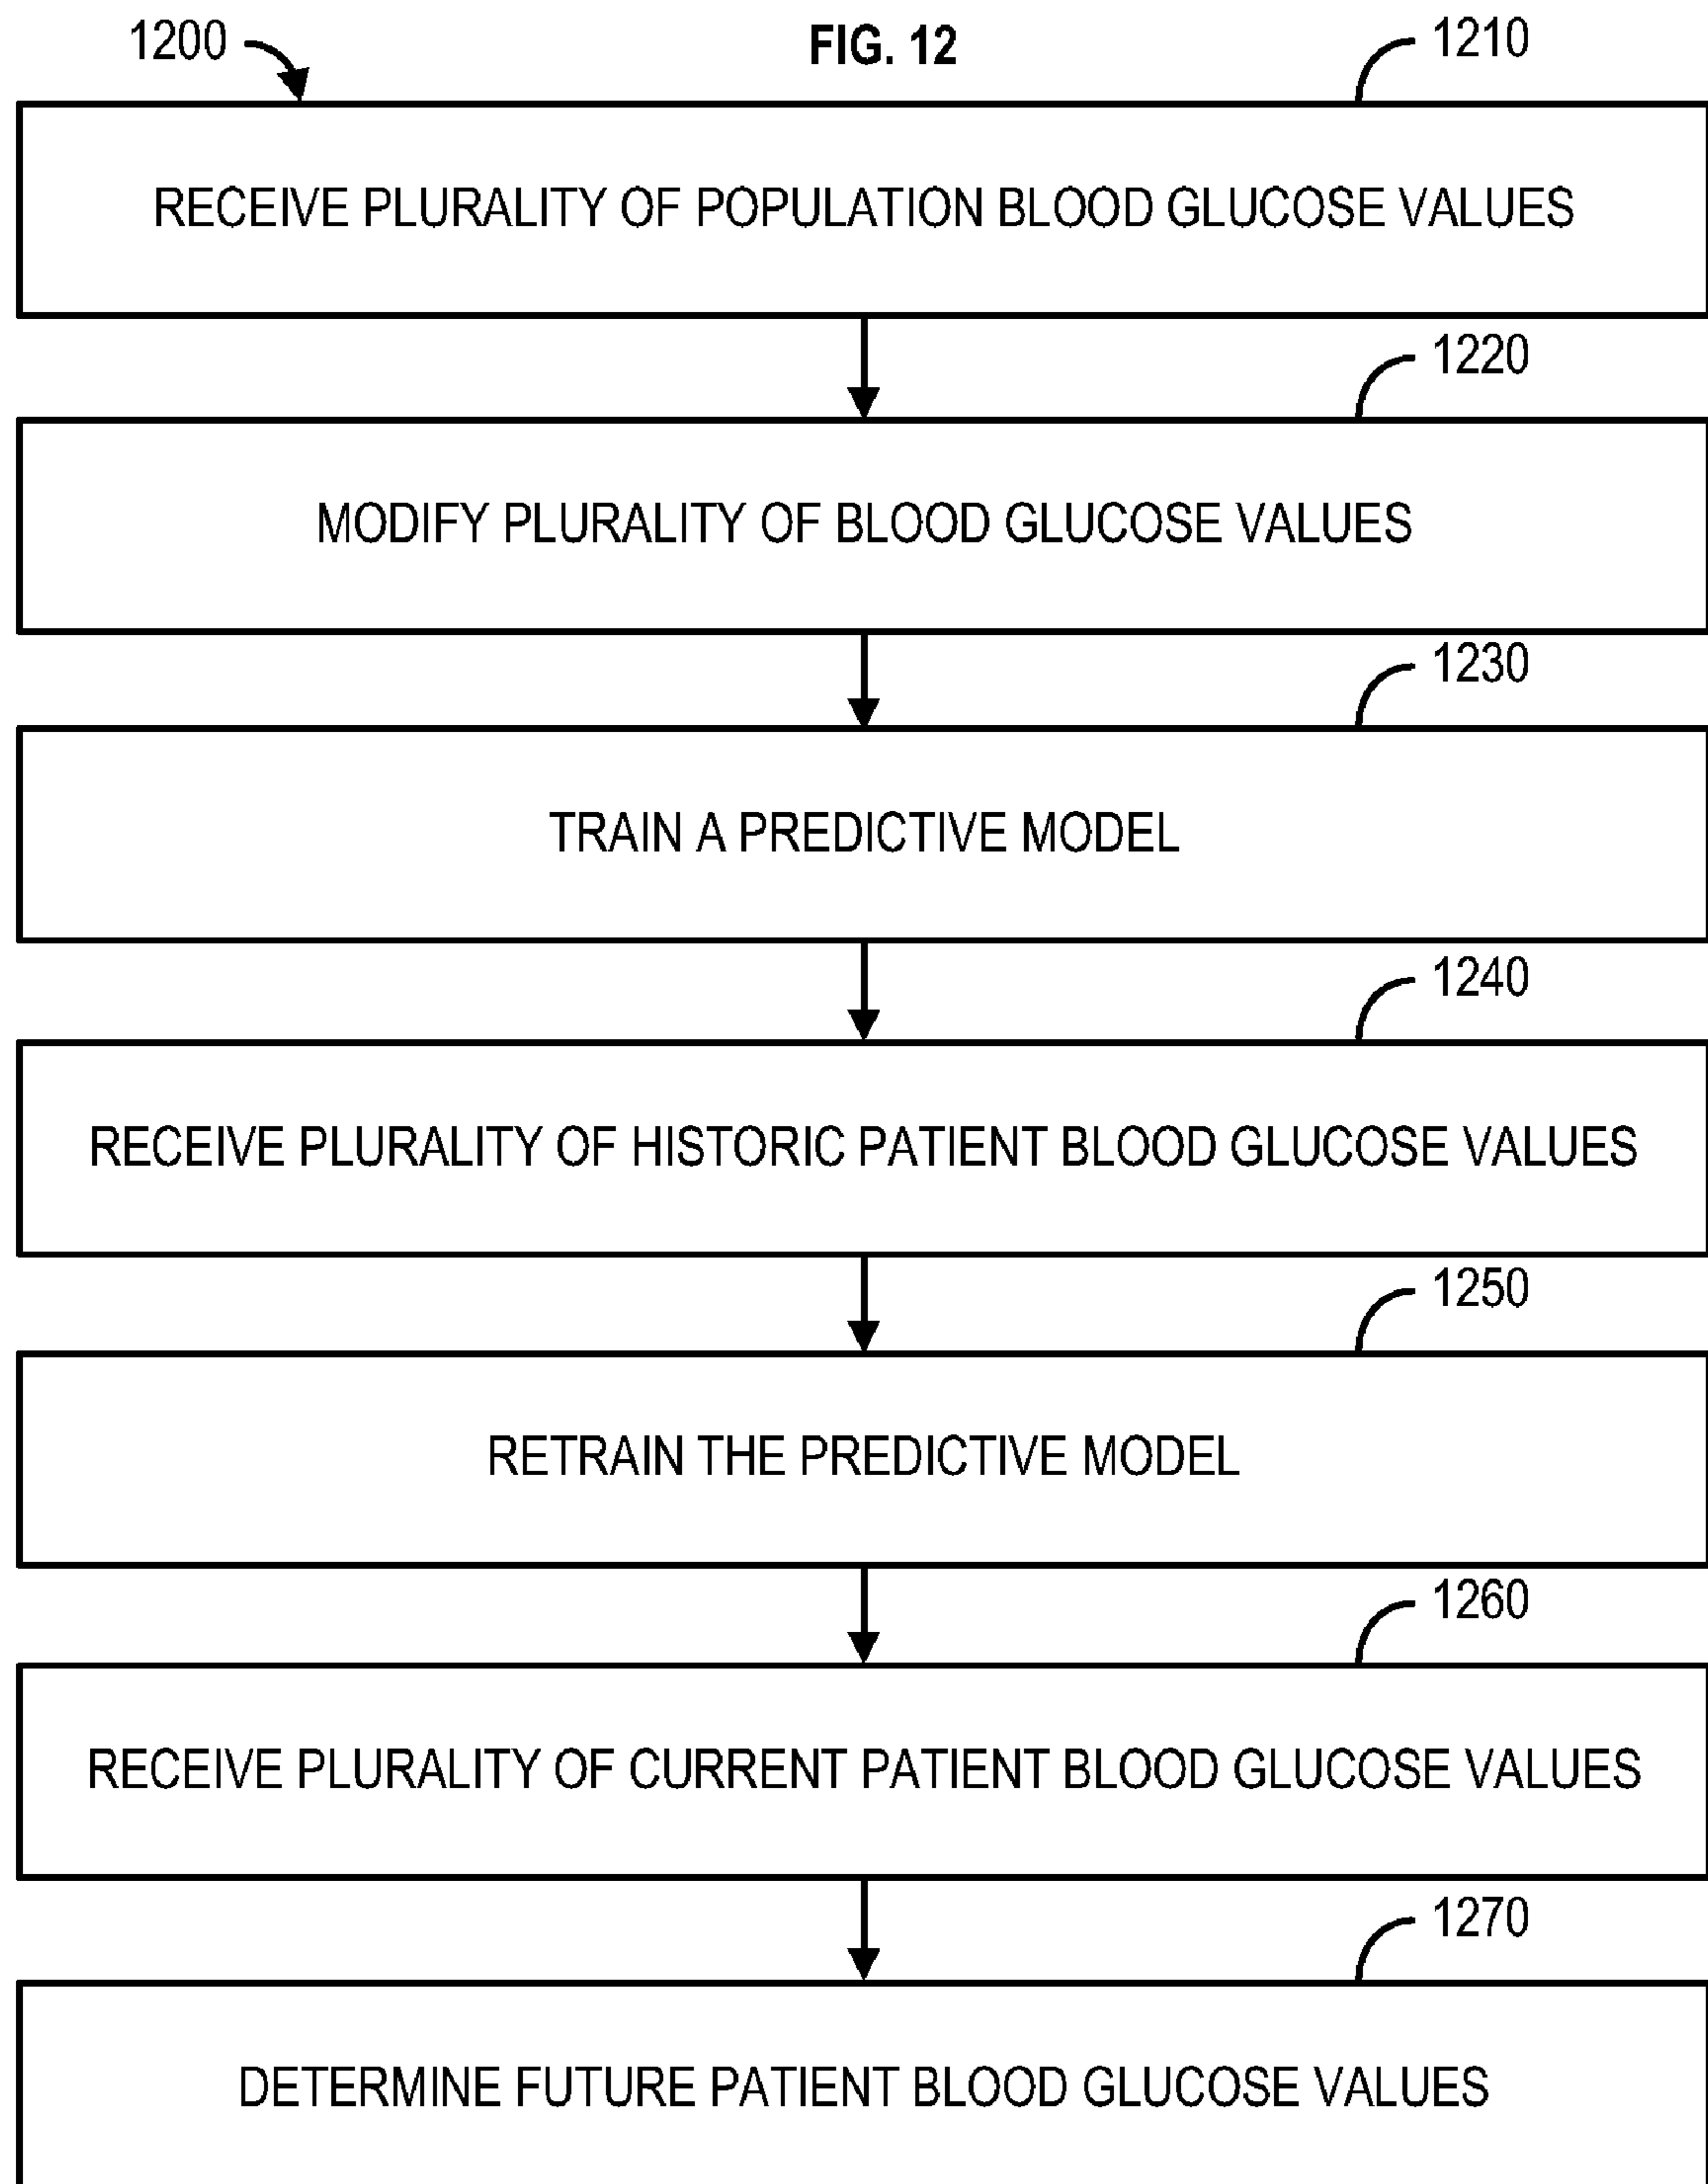 1200
FIG. 12
1210
RECEIVE PLURALITY OF POPULATION BLOOD GLUCOSE VALUES
1220
MODIFY PLURALITY OF BLOOD GLUCOSE VALUES
1230
TRAIN A PREDICTIVE MODEL
1240
RECEIVE PLURALITY OF HISTORIC PATIENT BLOOD GLUCOSE VALUES
1250
RETRAIN THE PREDICTIVE MODEL
1260
RECEIVE PLURALITY OF CURRENT PATIENT BLOOD GLUCOSE VALUES
1270
DETERMINE FUTURE PATIENT BLOOD GLUCOSE VALUES